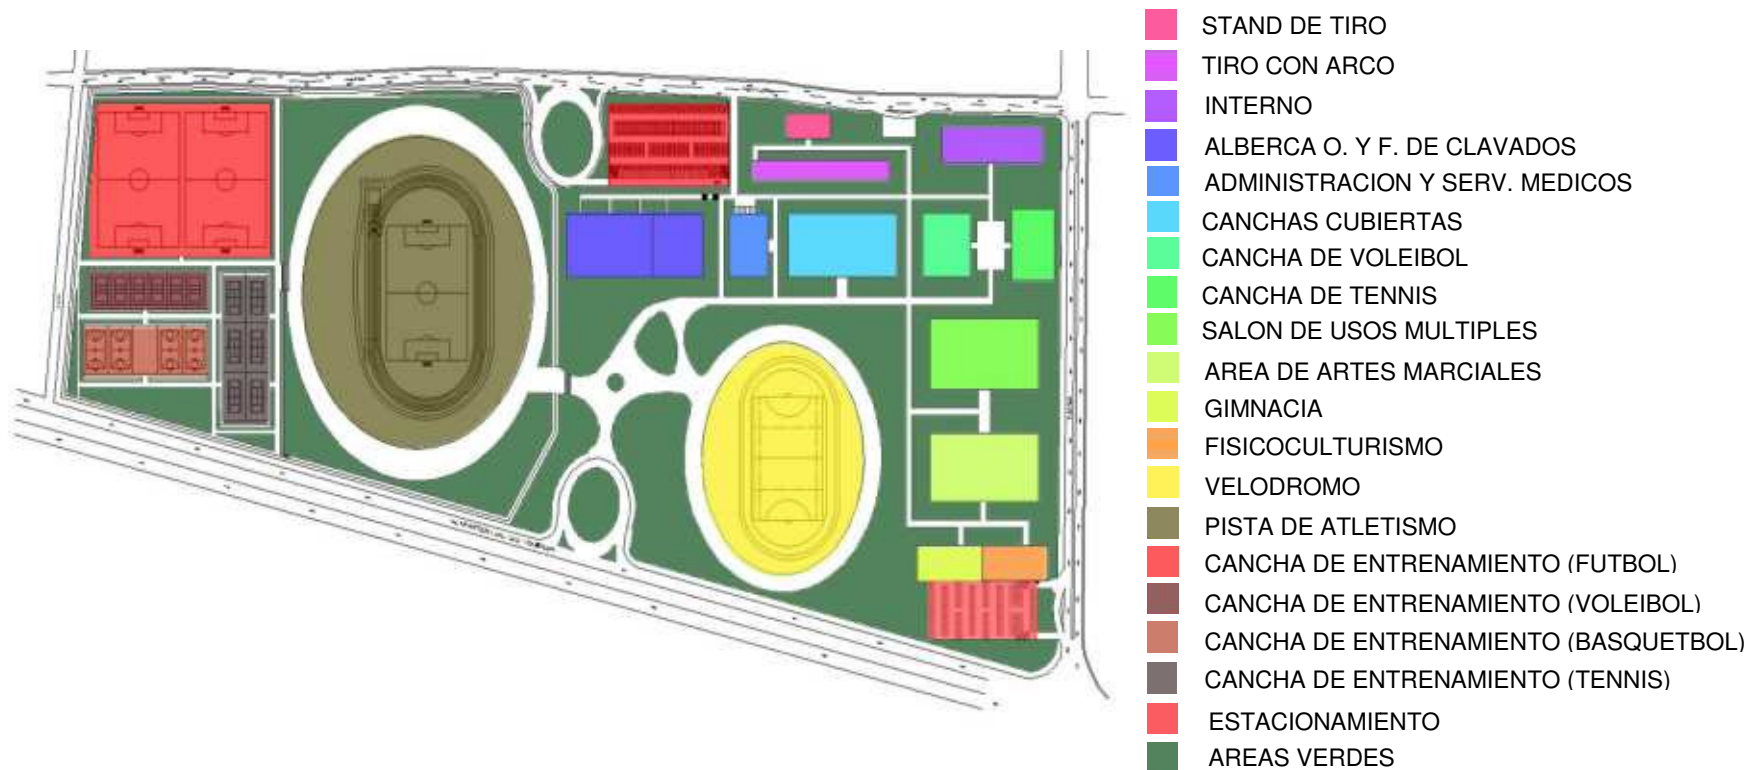 STAND DE TIRO
TIRO CON ARCO
INTERNO
ALBERCA O. Y F. DE CLAVADOS
ADMINISTRACION Y SERV. MEDICOS
CANCHAS CUBIERTAS
CANCHA DE VOLEIBOL
CANCHA DE TENNIS
SALON DE USOS MULTIPLES
AREA DE ARTES MARCIALES
GIMNACIA
FISICOCULTURISMO
VELODROMO
PISTA DE ATLETISMO
CANCHA DE ENTRENAMIENTO (FUTBOL)
CANCHA DE ENTRENAMIENTO (VOLEIBOL)
CANCHA DE ENTRENAMIENTO (BASQUETBOL)
CANCHA DE ENTRENAMIENTO (TENNIS)
ESTACIONAMIENTO
AREAS VERDES